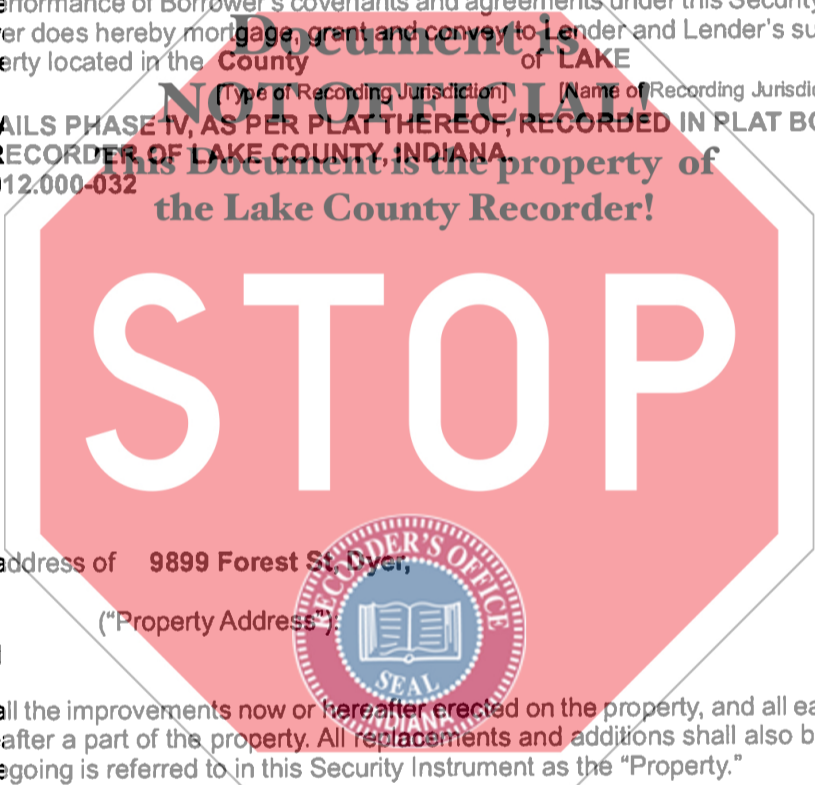 erformance of Borrower's covenants and agreements under this Security
er does hereby mortgage, grant and convey to Lender and Lender's su
Document is
erty located in the County of LAKE
[Type of Recording Jurisdiction] [Name of Recording Jurisdic
NOT OFFICIAL
AILS PHASE IV, AS PER PLAT THEREOF, RECORDED IN PLAT BO
RECORDER OF LAKE COUNTY, INDIANA.
This Document is the property of
012.000-032
the Lake County Recorder!
STOP
address of 9899 Forest St, Dyer,
RECORDER'S OFFICE
("Property Address"):
SEAL
INDIANA
all the improvements now or hereafter erected on the property, and all ea
after a part of the property. All replacements and additions shall also b
egoing is referred to in this Security Instrument as the “Property.”